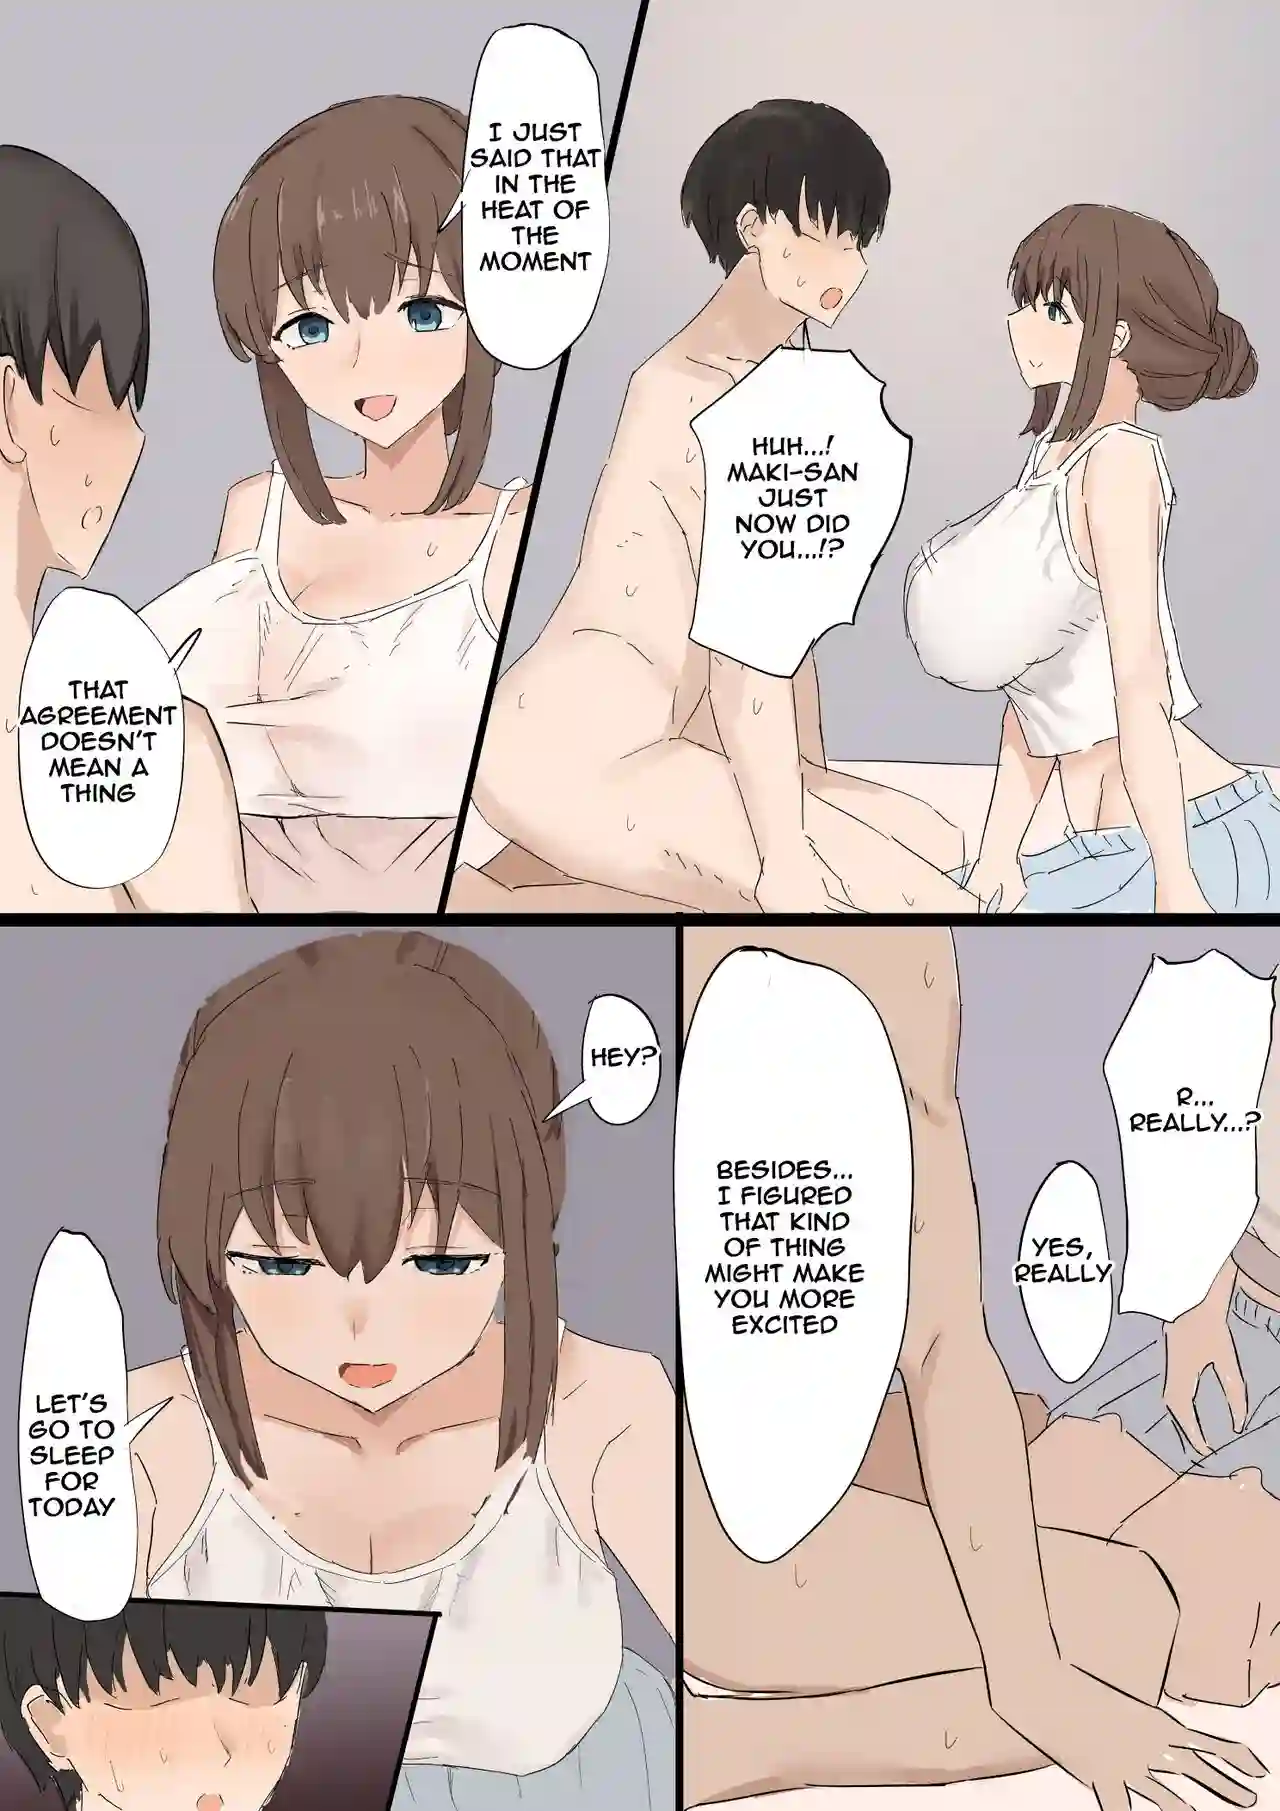 HUH...!
MAKI-SAN
JUST
NOW DID
YOU...!?
I JUST
SAID THAT
IN THE
HEAT OF
THE
MOMENT
THAT
AGREEMENT
DOESN'T
MEAN A
THING
R...
REALLY...?
YES,
REALLY
BESIDES...
I FIGURED
THAT KIND
OF THING
MIGHT MAKE
YOU MORE
EXCITED
HEY?
LET'S
GO TO
SLEEP
FOR
TODAY